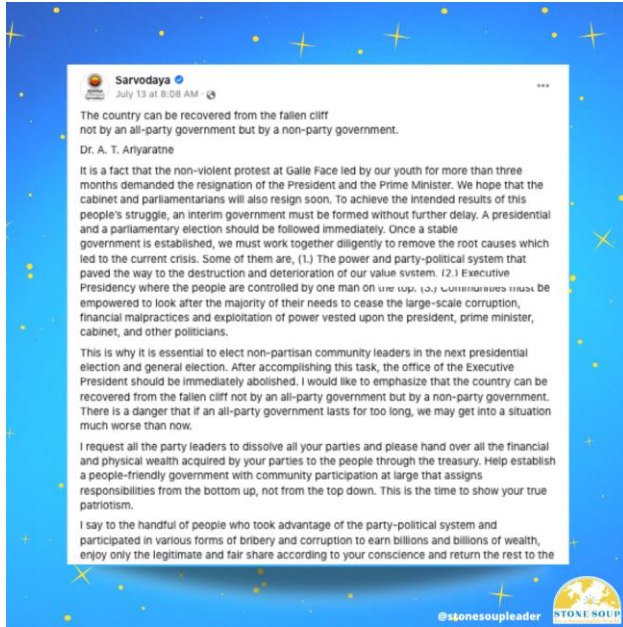 Sarvodaya
July 13 at 8:08 AM ·
The country can be recovered from the fallen cliff
not by an all-party government but by a non-party government.
Dr. A. T. Ariyaratne
It is a fact that the non-violent protest at Galle Face led by our youth for more than three
months demanded the resignation of the President and the Prime Minister. We hope that the
cabinet and parliamentarians will also resign soon. To achieve the intended results of this
people's struggle, an interim government must be formed without further delay. A presidential
and a parliamentary election should be followed immediately. Once a stable
government is established, we must work together diligently to remove the root causes which
led to the current crisis. Some of them are, (1.) The power and party-political system that
paved the way to the destruction and deterioration of our value system. (2.) Executive
Presidency where the people are controlled by one man on the top. (3.) Communities must be
empowered to look after the majority of their needs to cease the large-scale corruption,
financial malpractices and exploitation of power vested upon the president, prime minister,
cabinet, and other politicians.
This is why it is essential to elect non-partisan community leaders in the next presidential
election and general election. After accomplishing this task, the office of the Executive
President should be immediately abolished. I would like to emphasize that the country can be
recovered from the fallen cliff not by an all-party government but by a non-party government.
There is a danger that if an all-party government lasts for too long, we may get into a situation
much worse than now.
I request all the party leaders to dissolve all your parties and please hand over all the financial
and physical wealth acquired by your parties to the people through the treasury. Help establish
a people-friendly government with community participation at large that assigns
responsibilities from the bottom up, not from the top down. This is the time to show your true
patriotism.
I say to the handful of people who took advantage of the party-political system and
participated in various forms of bribery and corruption to earn billions and billions of wealth,
enjoy only the legitimate and fair share according to your conscience and return the rest to the
@stonesoupleader
STONE SOUP